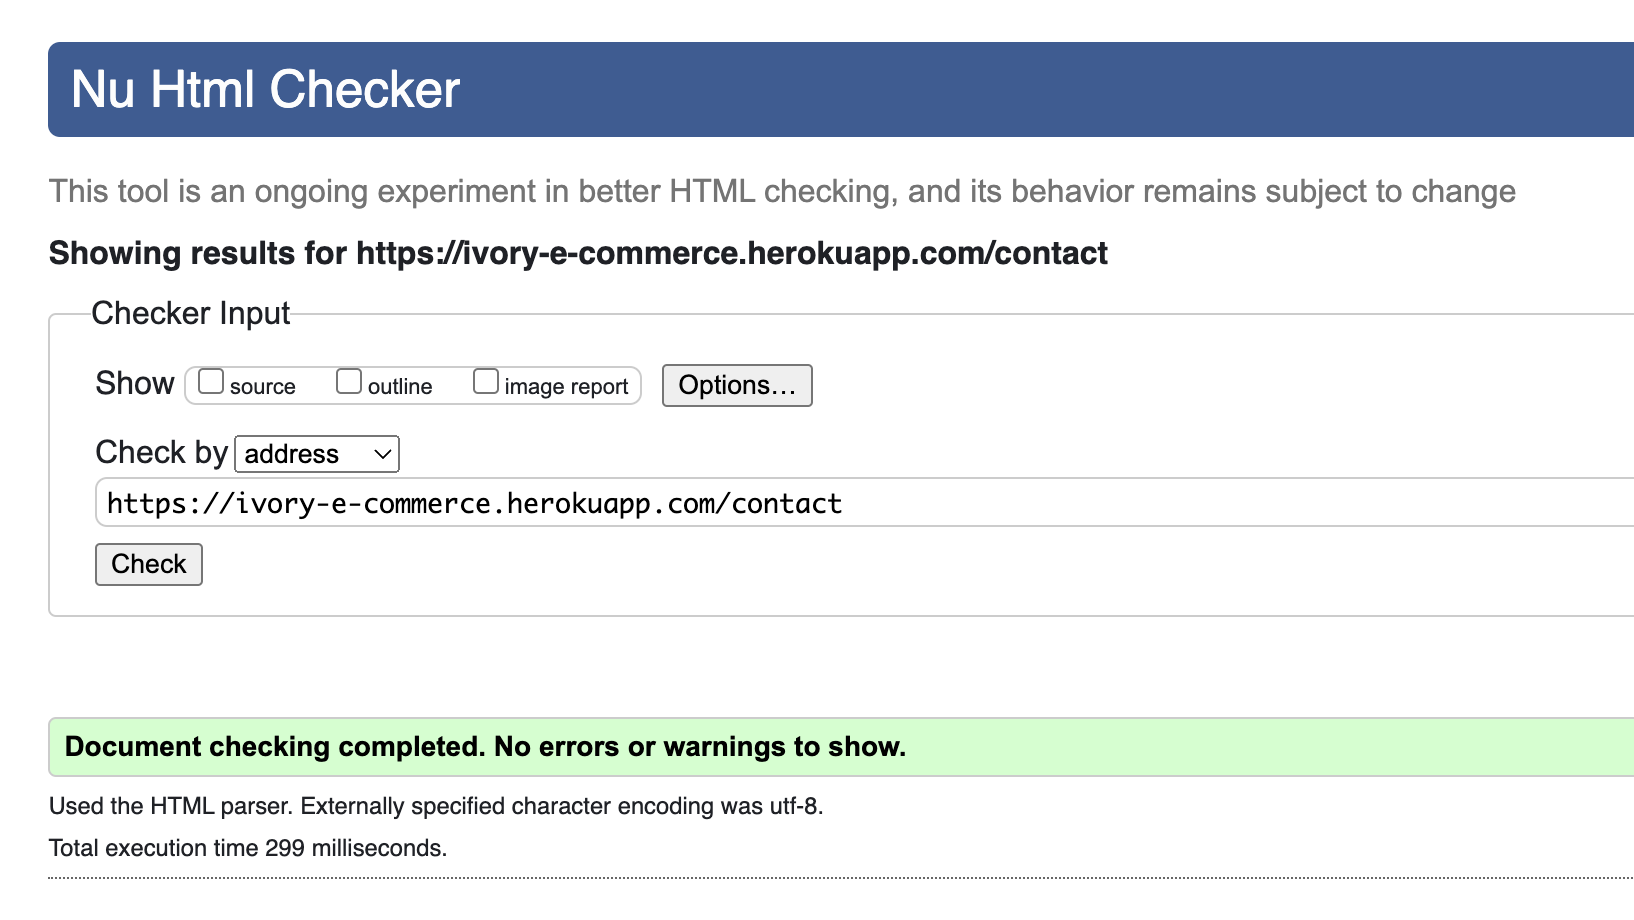 Nu Html Checker
This tool is an ongoing experiment in better HTML checking, and its behavior remains subject to change
Showing results for https://ivory-e-commerce.herokuapp.com/contact
Checker Input
Show source outline image report Options...
Check by address
https://ivory-e-commerce.herokuapp.com/contact
Check
Document checking completed. No errors or warnings to show.
Used the HTML parser. Externally specified character encoding was utf-8.
Total execution time 299 milliseconds.